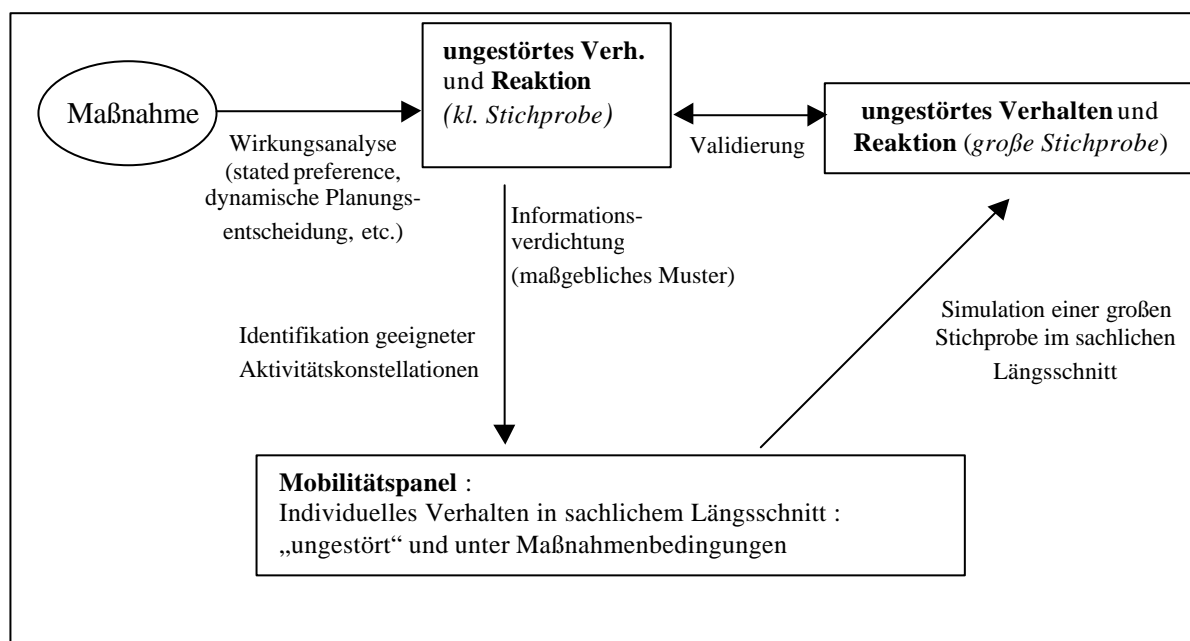 Maßnahme
Wirkungsanalyse
(stated preference,
dynamische Planungs-
entscheidung, etc.)
ungestörtes Verh.
und Reaktion
(kl. Stichprobe)
Validierung
ungestörtes Verhalten und
Reaktion (große Stichprobe)
Informations-
verdichtung
(maßgebliches Muster)
Identifikation geeigneter
Aktivitätskonstellationen
Simulation einer großen
Stichprobe im sachlichen
Längsschnitt
Mobilitätspanel :
Individuelles Verhalten in sachlichem Längsschnitt :
„ungestört“ und unter Maßnahmenbedingungen